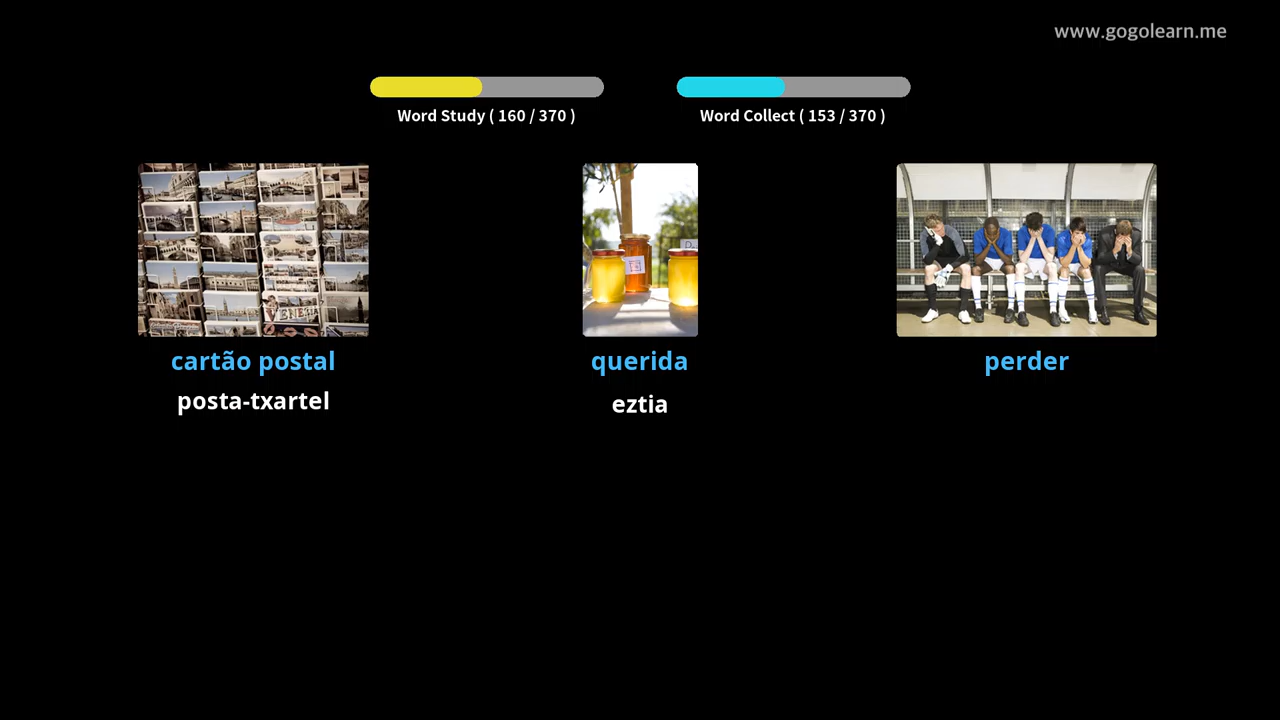 www.gogolearn.me
Word Study ( 160 / 370 )
Word Collect ( 153 / 370 )
cartão postal
querida
perder
posta-txartel
eztia